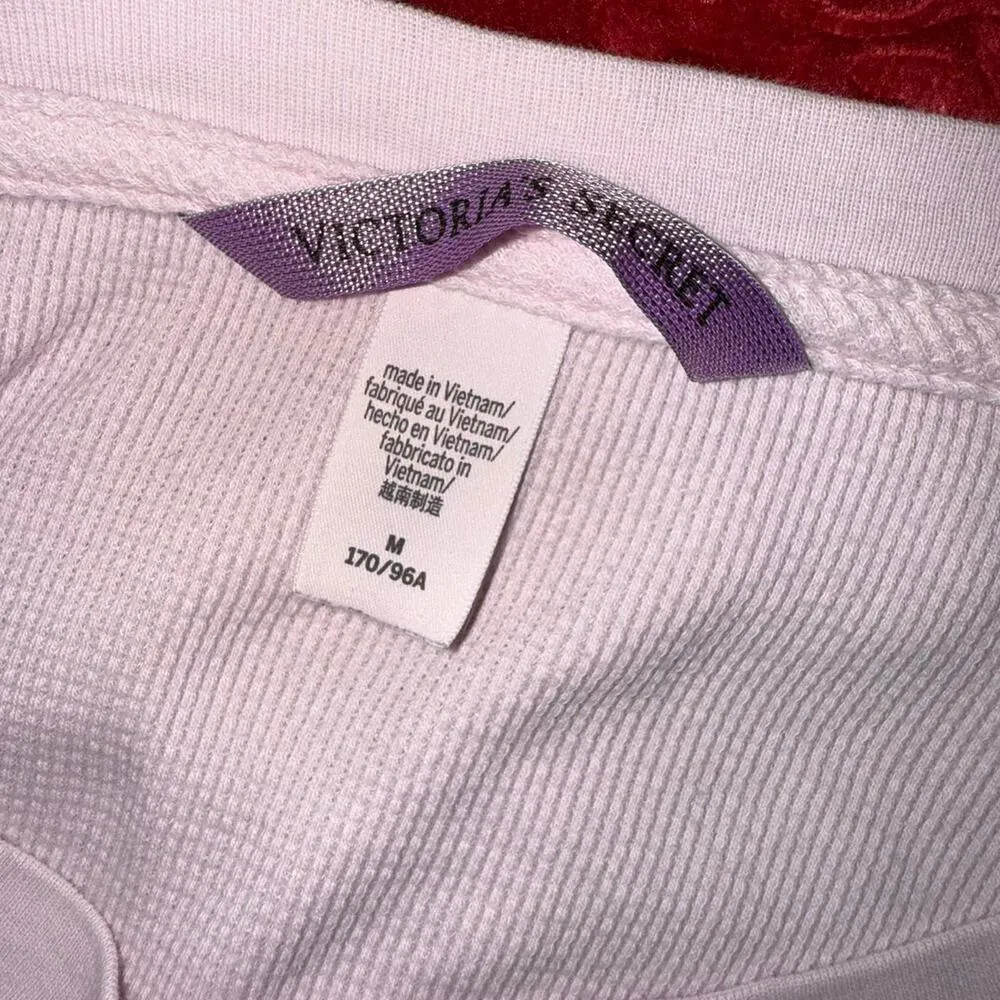 VICTORIA'S SECRET
made in Vietnam/
fabriqué au Vietnam/
hecho en Vietnam/
fabbricato in
Vietnam/
越南制造
M
170/96A